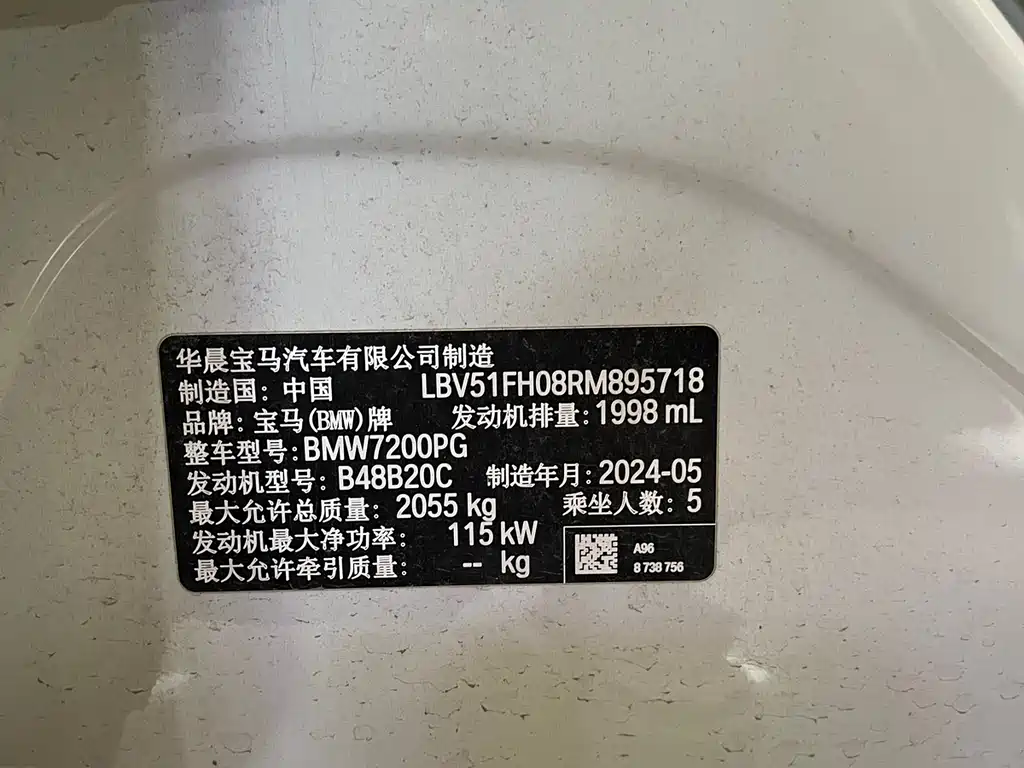 华晨宝马汽车有限公司制造
制造国：中国 LBV51FH08RM895718
品牌：宝马(BMW)牌 发动机排量：1998 mL
整车型号：BMW7200PG
发动机型号：B48B20C 制造年月：2024-05
最大允许总质量：2055 kg 乘坐人数：5
发动机最大净功率：115 kW
最大允许牵引质量：-- kg
A96
8 738 756